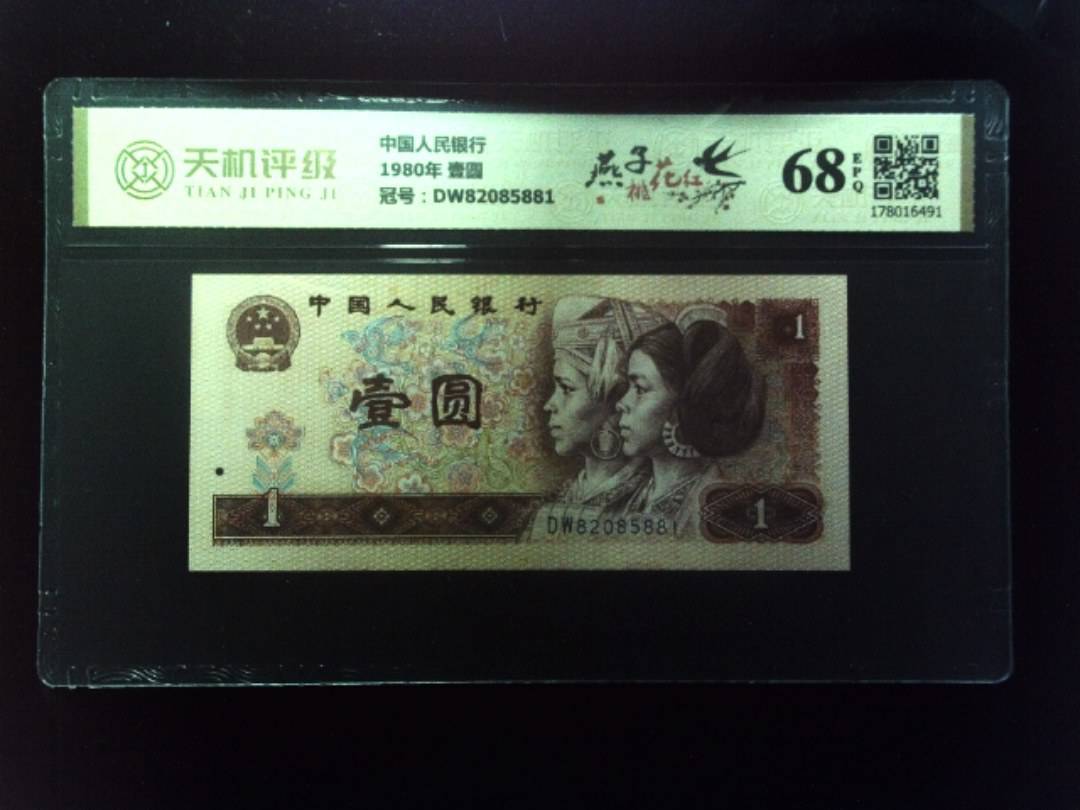 天机评级
TIAN JI PING JI
中国人民银行
1980年 壹圆
冠号：DW82085881
燕子桃花红
68
EPQ
178016491
中国人民银行
壹圆
1
1
1
DW82085881